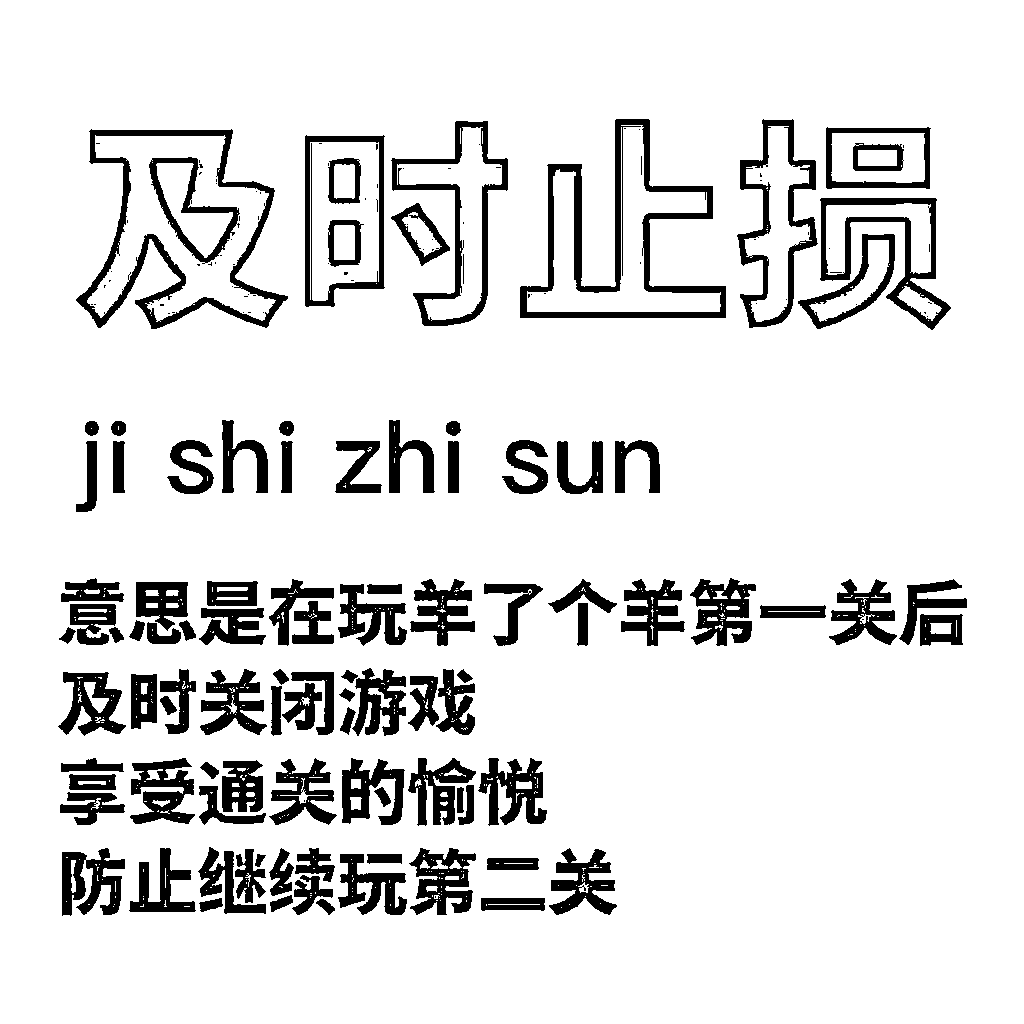 及时止损
ji shi zhi sun
意思是在玩羊了个羊第一关后
及时关闭游戏
享受通关的愉悦
防止继续玩第二关